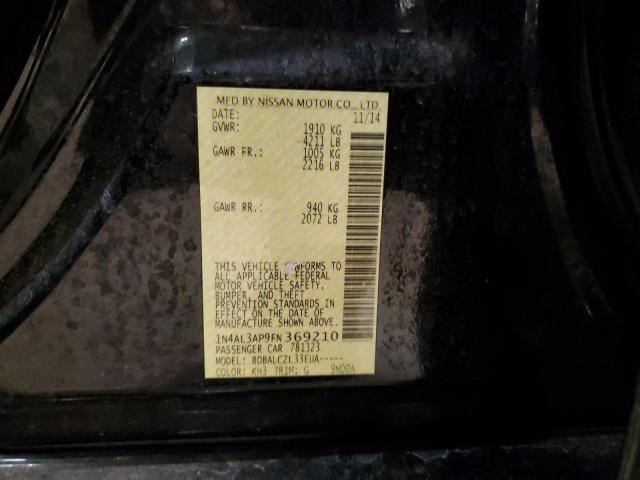 MFD BY NISSAN MOTOR CO., LTD.
DATE: 11/14
GVWR: 1910 KG
4211 LB
GAWR FR.: 1005 KG
2216 LB
GAWR RR.: 940 KG
2072 LB
THIS VEHICLE CONFORMS TO
ALL APPLICABLE FEDERAL
MOTOR VEHICLE SAFETY,
BUMPER, AND THEFT
PREVENTION STANDARDS IN
EFFECT ON THE DATE OF
MANUFACTURE SHOWN ABOVE.
1N4AL3AP9FN369210
PASSENGER CAR 781323
MODEL: BDBALCZL33EUA-----
COLOR: KH3 TRIM: G 9N00A